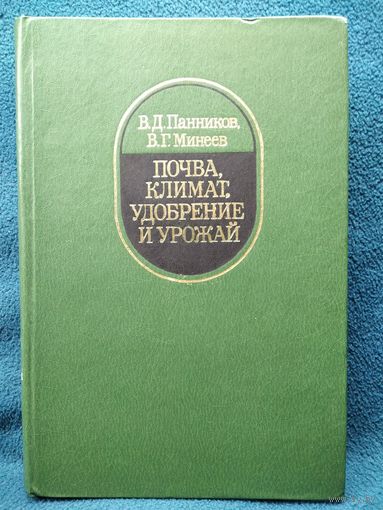 В.Д. Панников,
В.Г. Минеев
ПОЧВА,
КЛИМАТ,
УДОБРЕНИЕ
И УРОЖАЙ